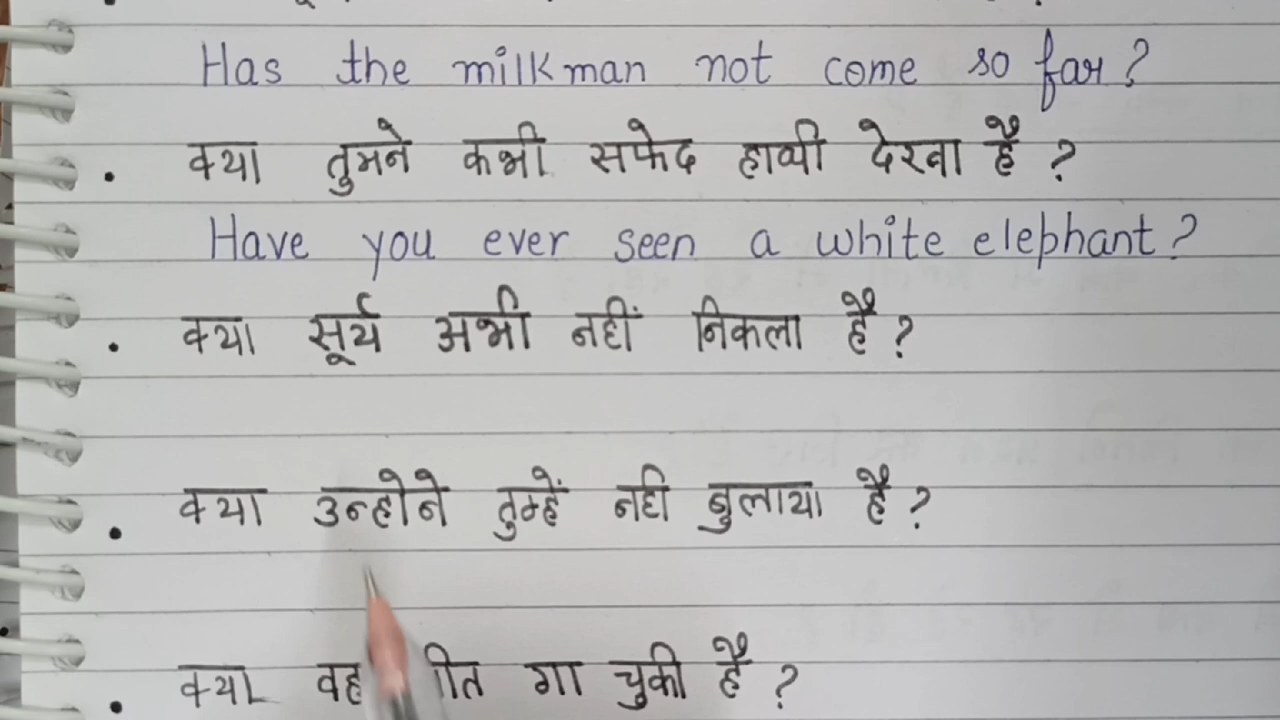 Has the milkman not come so far?
• क्या तुमने कभी सफेद हाथी देखा है ?
Have you ever seen a white elephant?
• क्या सूर्य अभी नहीं निकला है ?
• क्या उन्होने तुम्हें नही बुलाया है ?
• क्या वह गा चुकी है ?